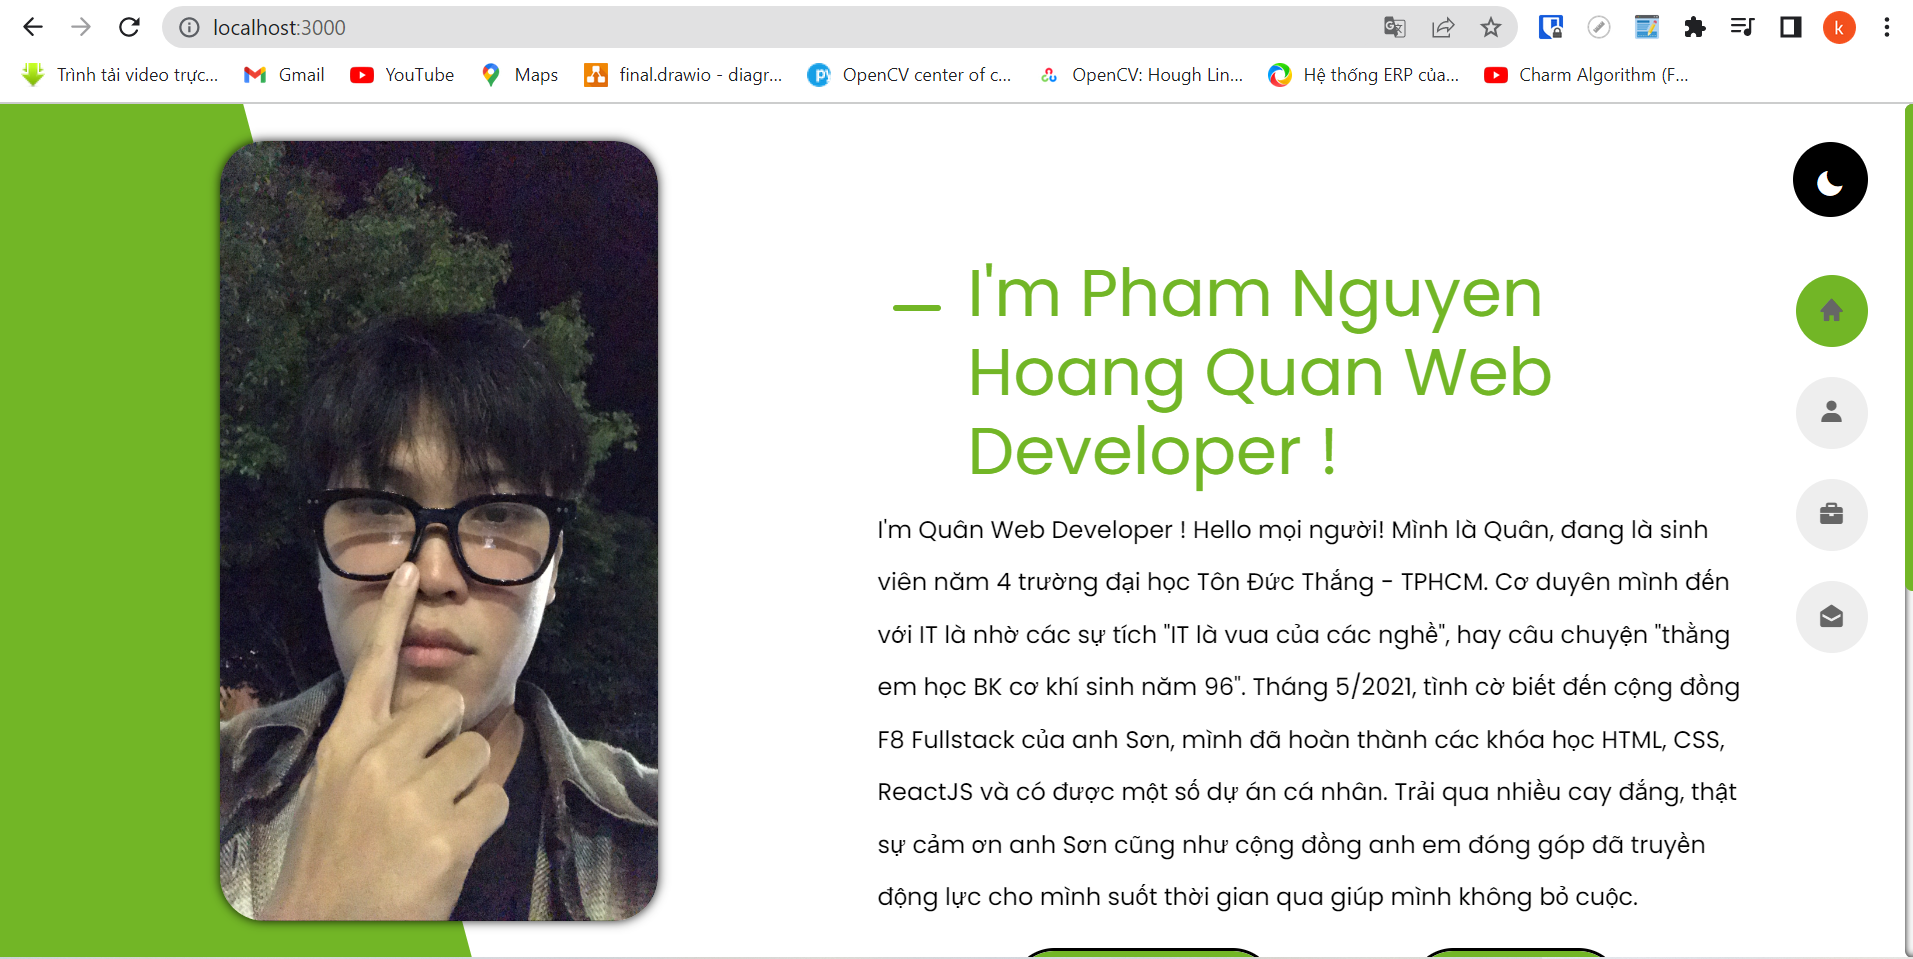 localhost:3000
Trình tải video trực...
Gmail
YouTube
Maps
final.drawio - diagr...
OpenCV center of c...
OpenCV: Hough Lin...
Hệ thống ERP của...
Charm Algorithm (F...
k
I'm Pham Nguyen
Hoang Quan Web
Developer !
I'm Quân Web Developer ! Hello mọi người! Mình là Quân, đang là sinh
viên năm 4 trường đại học Tôn Đức Thắng - TPHCM. Cơ duyên mình đến
với IT là nhờ các sự tích "IT là vua của các nghề", hay câu chuyện "thằng
em học BK cơ khí sinh năm 96". Tháng 5/2021, tình cờ biết đến cộng đồng
F8 Fullstack của anh Sơn, mình đã hoàn thành các khóa học HTML, CSS,
ReactJS và có được một số dự án cá nhân. Trải qua nhiều cay đắng, thật
sự cảm ơn anh Sơn cũng như cộng đồng anh em đóng góp đã truyền
động lực cho mình suốt thời gian qua giúp mình không bỏ cuộc.